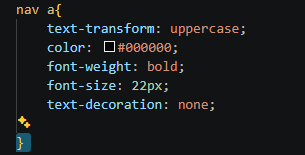 nav a{
text-transform: uppercase;
color: #000000;
font-weight: bold;
font-size: 22px;
text-decoration: none;
}